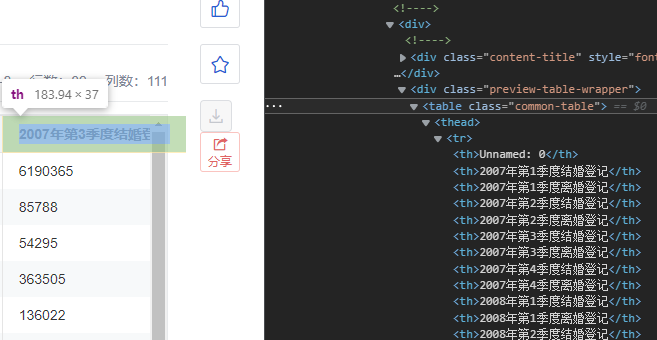 行数：
列数：111
th 183.94 × 37
2007年第3季度结婚登
6190365
85788
54295
363505
136022
分享
<!---->
<div>
<!---->
<div class="content-title" style="font
…</div>
<div class="preview-table-wrapper">
··· <table class="common-table"> == $0
<thead>
<tr>
<th>Unnamed: 0</th>
<th>2007年第1季度结婚登记</th>
<th>2007年第1季度离婚登记</th>
<th>2007年第2季度结婚登记</th>
<th>2007年第2季度离婚登记</th>
<th>2007年第3季度结婚登记</th>
<th>2007年第3季度离婚登记</th>
<th>2007年第4季度结婚登记</th>
<th>2007年第4季度离婚登记</th>
<th>2008年第1季度结婚登记</th>
<th>2008年第1季度离婚登记</th>
<th>2008年第2季度结婚登记</th>